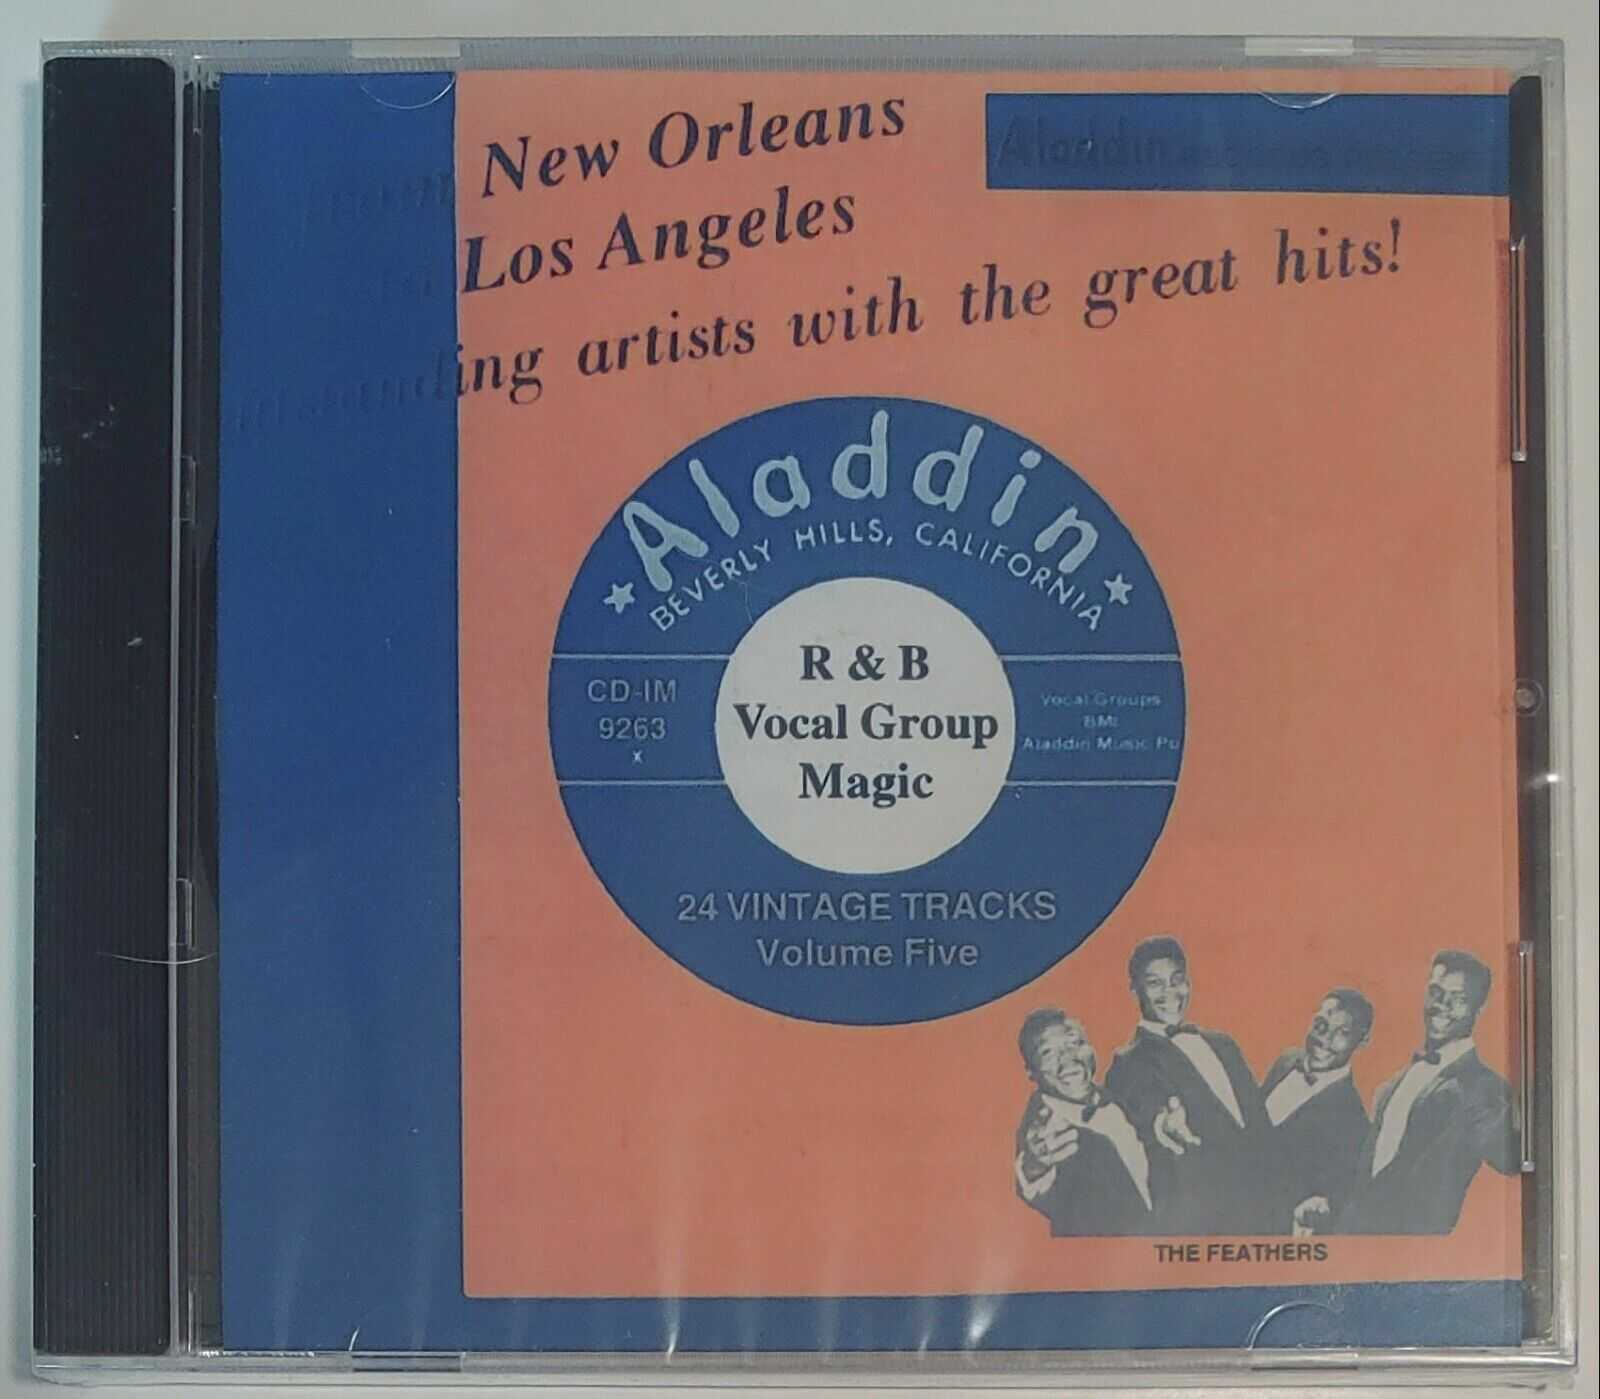 New Orleans
Aladdin
Los Angeles
artists with the great hits!
Aladdin
BEVERLY HILLS, CALIFORNIA
CD-IM
9263
x
R & B
Vocal Group
Magic
Vocal Groups
BMI
Aladdin Music Pu
24 VINTAGE TRACKS
Volume Five
THE FEATHERS